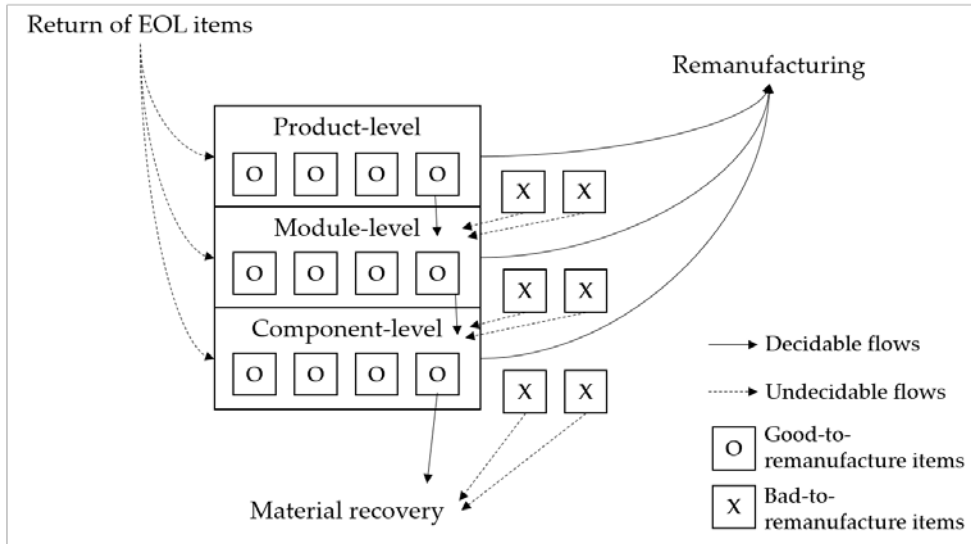 Return of EOL items
Remanufacturing
Product-level
O O O O
X X
Module-level
O O O O
X X
Component-level
O O O O
X X
Material recovery
Decidable flows
Undecidable flows
O Good-to-
remanufacture items
X Bad-to-
remanufacture items